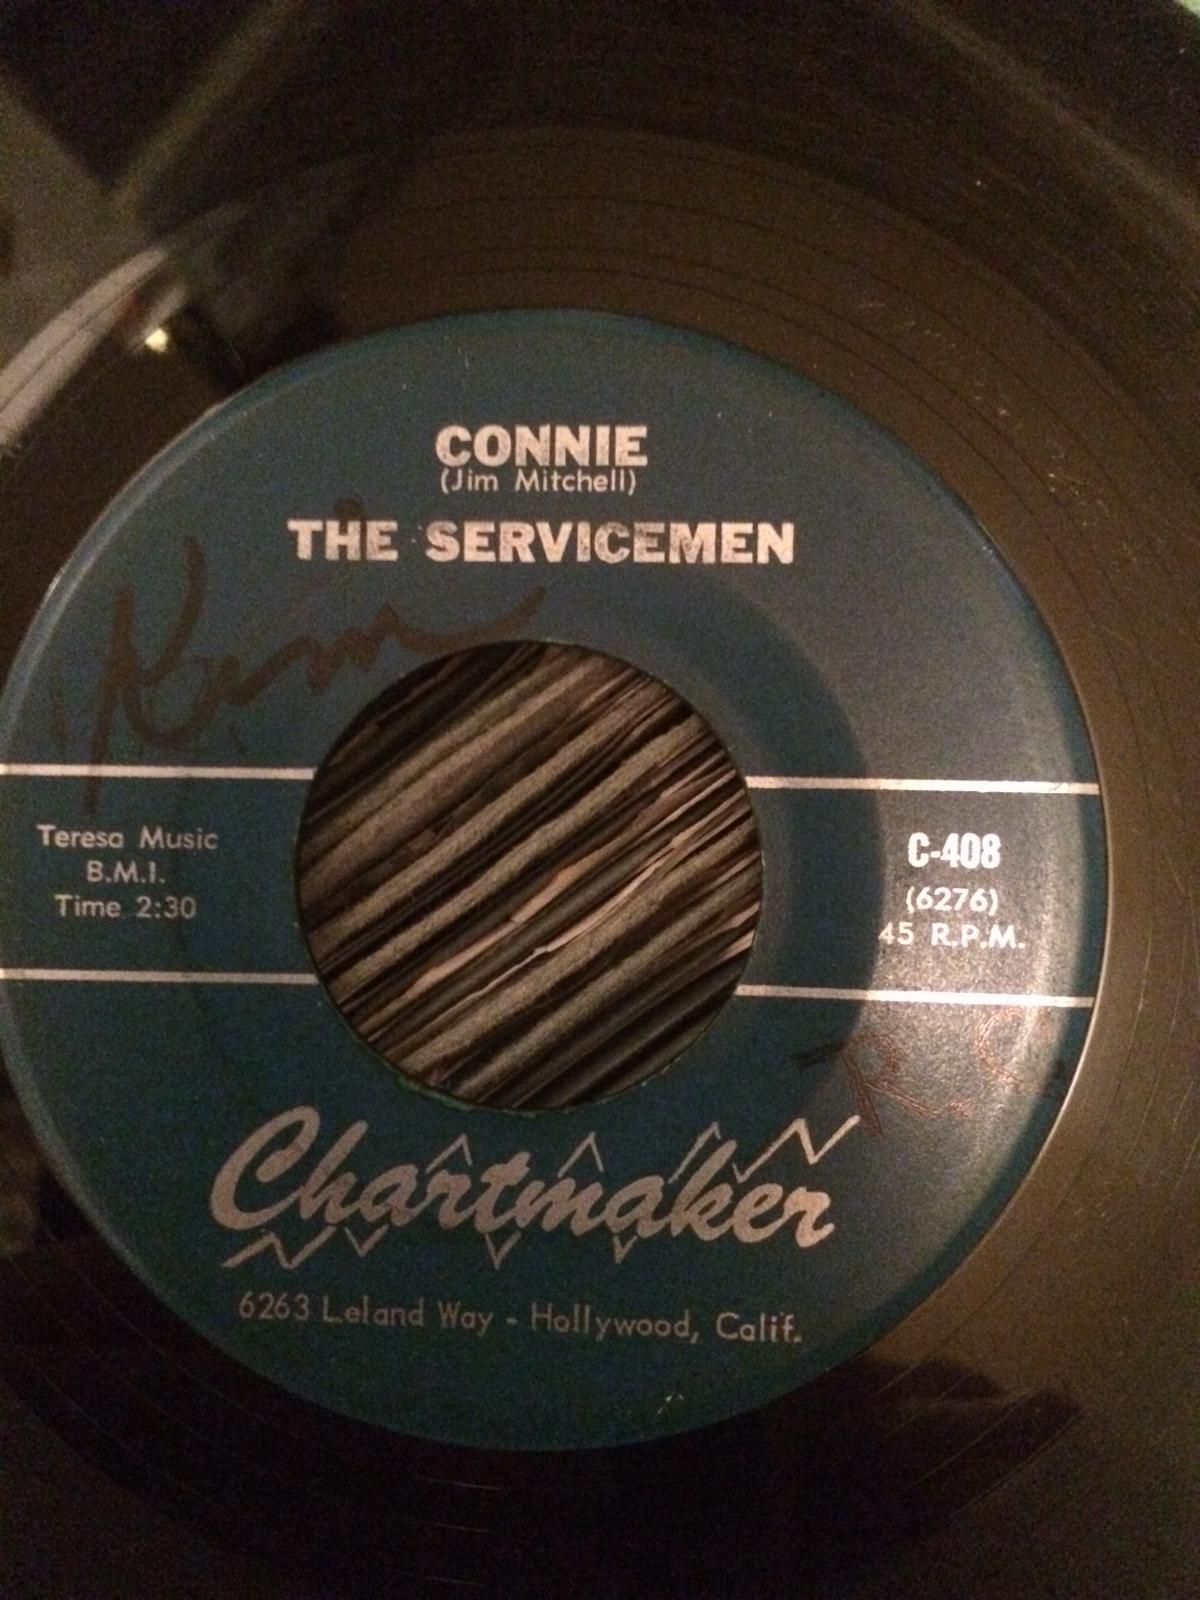 CONNIE
(Jim Mitchell)
THE SERVICEMEN
Teresa Music
B.M.I.
Time 2:30
C-408
(6276)
45 R.P.M.
Chartmaker
6263 Leland Way - Hollywood, Calif.